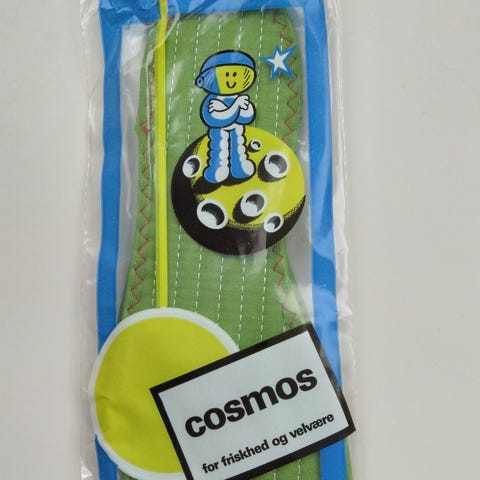 cosmos
for friskhed og velvære